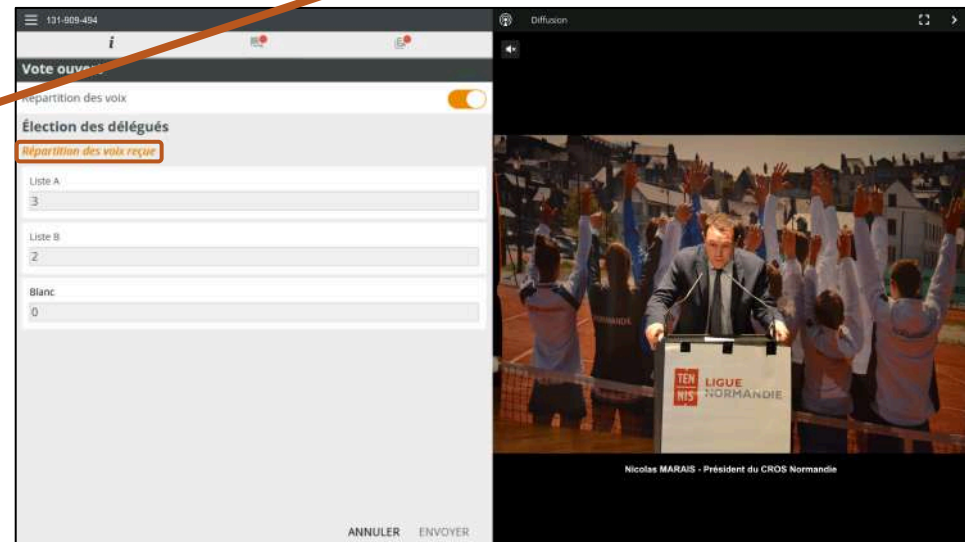 131-909-494
Diffusion
i
Vote ouvert
Répartition des voix
Élection des délégués
Répartition des voix reçue
Liste A
3
Liste B
2
Blanc
0
ANNULER ENVOYER
TEN
NIS
LIGUE
NORMANDIE
Nicolas MARAIS - Président du CROS Normandie